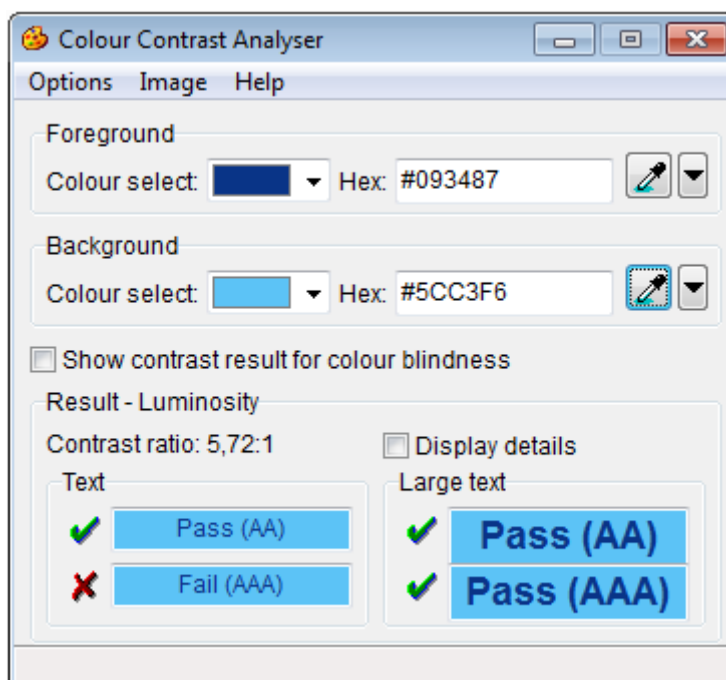 Colour Contrast Analyser
Options Image Help
Foreground
Colour select: Hex: #093487
Background
Colour select: Hex: #5CC3F6
Show contrast result for colour blindness
Result - Luminosity
Contrast ratio: 5,72:1 Display details
Text Large text
Pass (AA) Pass (AA)
Fail (AAA) Pass (AAA)